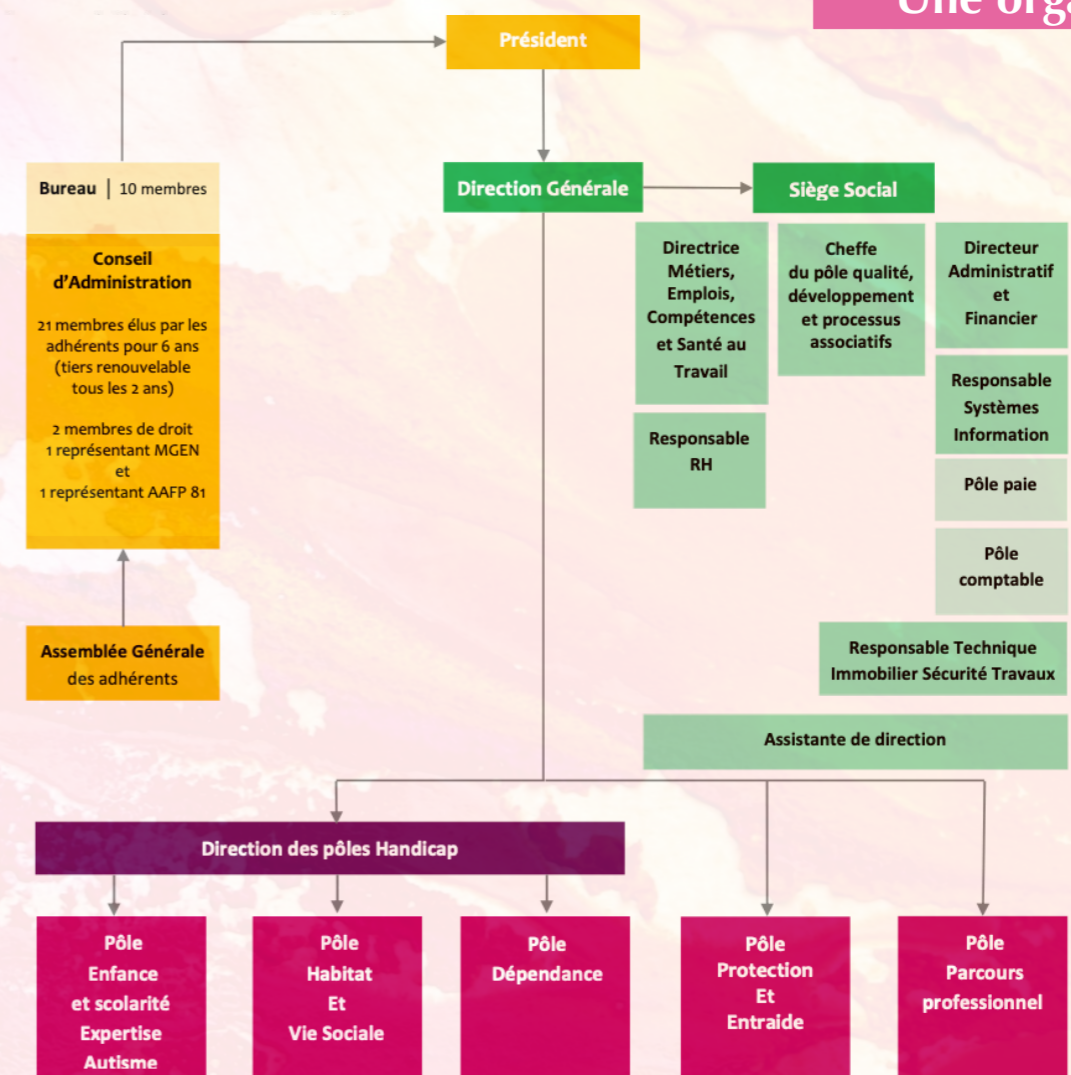 Une orga
Président
Bureau | 10 membres
Conseil
d'Administration
21 membres élus par les
adhérents pour 6 ans
(tiers renouvelable
tous les 2 ans)
2 membres de droit
1 représentant MGEN
et
1 représentant AAFP 81
Assemblée Générale
des adhérents
Direction Générale
Siège Social
Directrice
Métiers,
Emplois,
Compétences
et Santé au
Travail
Responsable
RH
Cheffe
du pôle qualité,
développement
et processus
associatifs
Directeur
Administratif
et
Financier
Responsable
Systèmes
Information
Pôle paie
Pôle
comptable
Responsable Technique
Immobilier Sécurité Travaux
Assistante de direction
Direction des pôles Handicap
Pôle
Enfance
et scolarité
Expertise
Autisme
Pôle
Habitat
Et
Vie Sociale
Pôle
Dépendance
Pôle
Protection
Et
Entraide
Pôle
Parcours
professionnel